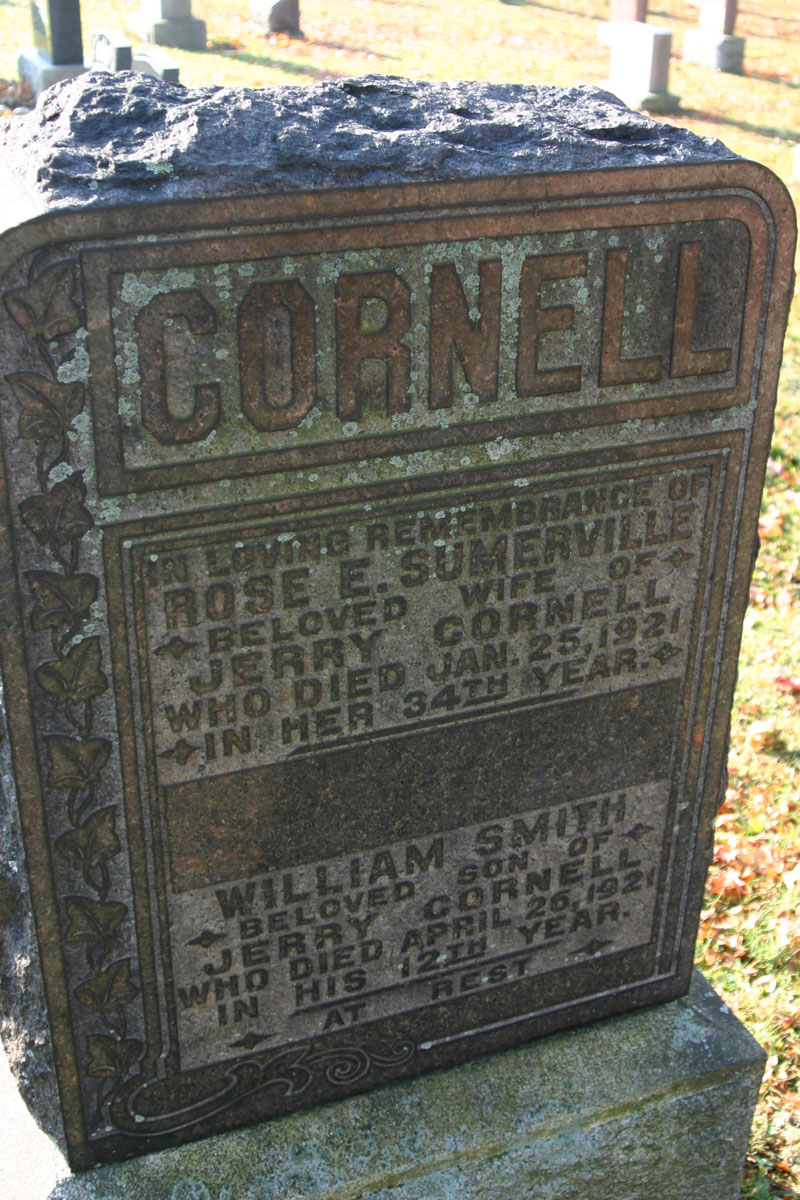 CORNELL
IN LOVING REMEMBRANCE OF
ROSE E. SUMERVILLE
BELOVED WIFE OF
JERRY CORNELL
WHO DIED JAN. 25, 1921
IN HER 34TH YEAR.
WILLIAM SMITH
BELOVED SON OF
JERRY CORNELL
WHO DIED APRIL 26, 1921
IN HIS 12TH YEAR.
AT REST